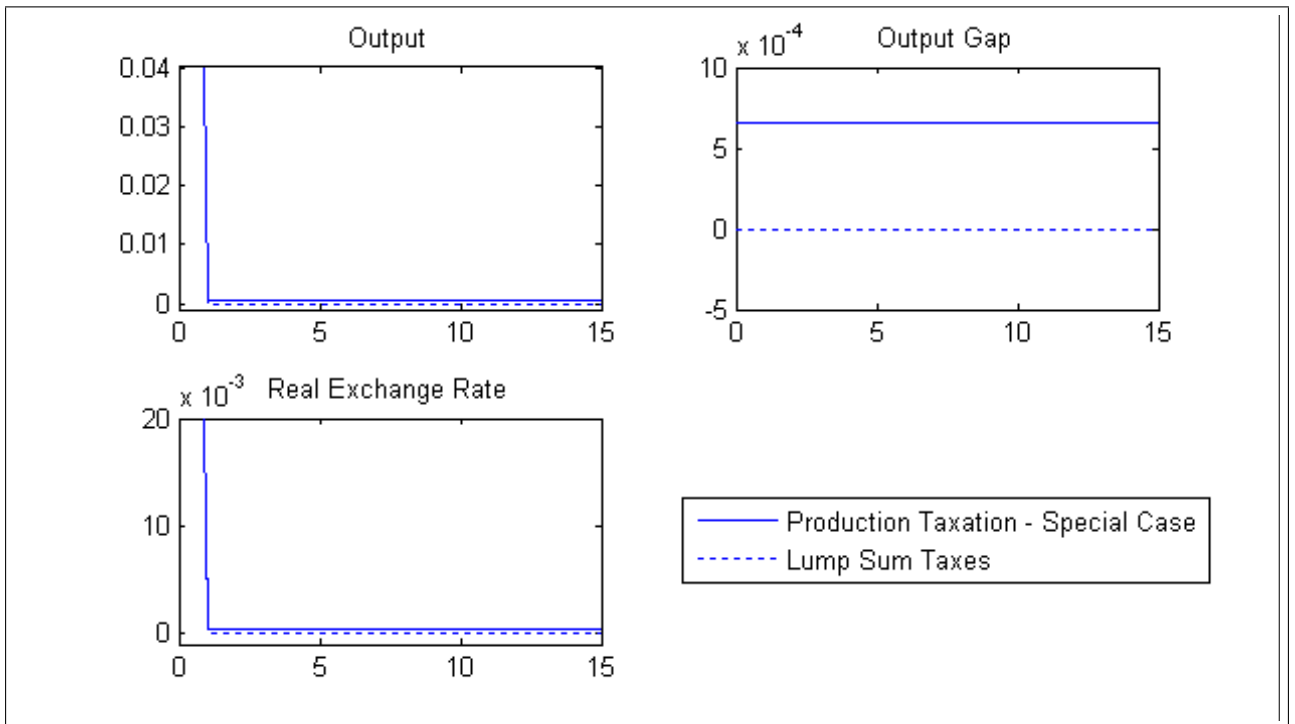 Output
0.04
0.03
0.02
0.01
0
0 5 10 15
Output Gap
x 10^-4
10
5
0
-5
0 5 10 15
x 10^-3 Real Exchange Rate
20
10
0
0 5 10 15
Production Taxation - Special Case
Lump Sum Taxes